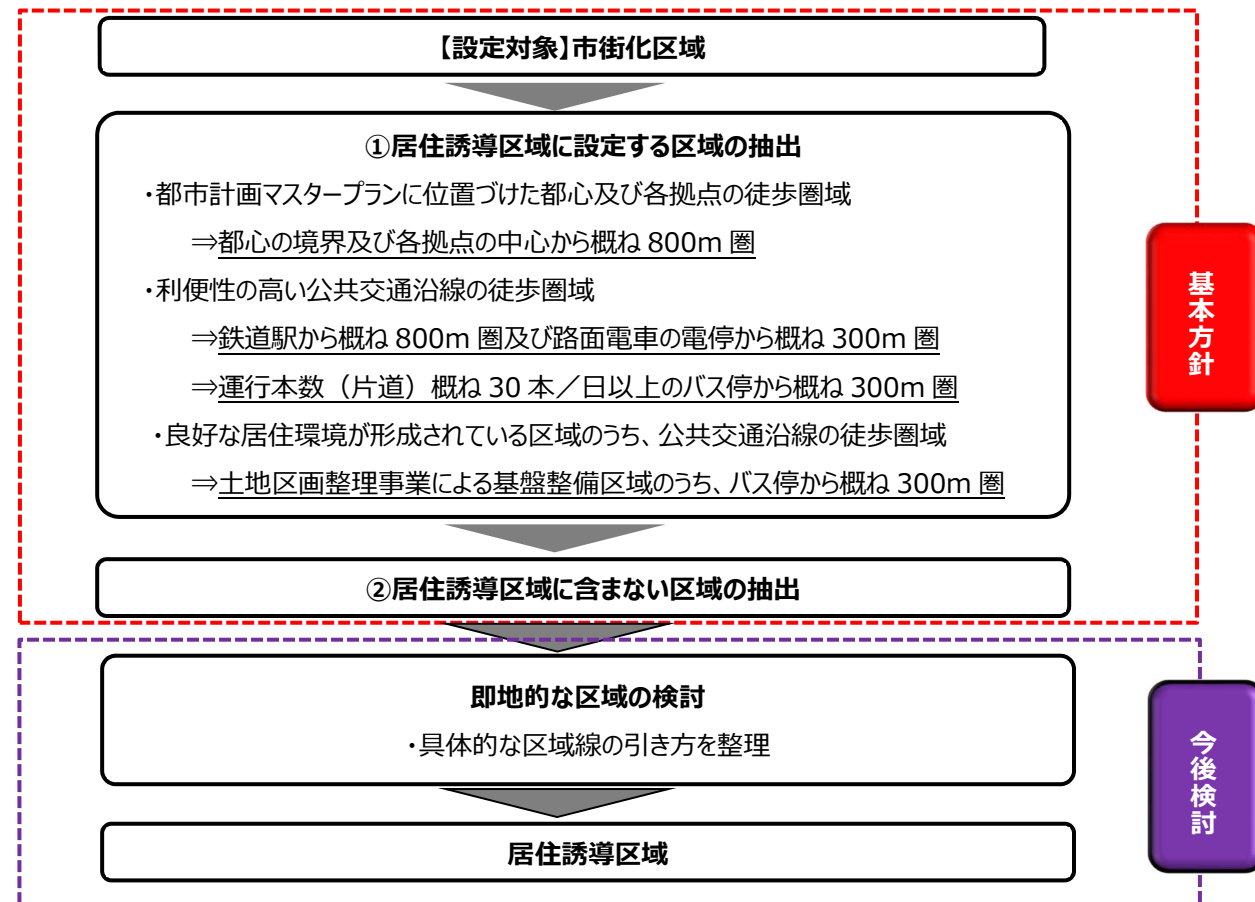 【設定対象】市街化区域
①居住誘導区域に設定する区域の抽出
・都市計画マスタープランに位置づけた都心及び各拠点の徒歩圏域
⇒都心の境界及び各拠点の中心から概ね 800m 圏
・利便性の高い公共交通沿線の徒歩圏域
⇒鉄道駅から概ね 800m 圏及び路面電車の電停から概ね 300m 圏
⇒運行本数（片道）概ね 30 本／日以上のバス停から概ね 300m 圏
・良好な居住環境が形成されている区域のうち、公共交通沿線の徒歩圏域
⇒土地区画整理事業による基盤整備区域のうち、バス停から概ね 300m 圏
②居住誘導区域に含まない区域の抽出
基本方針
即地的な区域の検討
・具体的な区域線の引き方を整理
居住誘導区域
今後検討